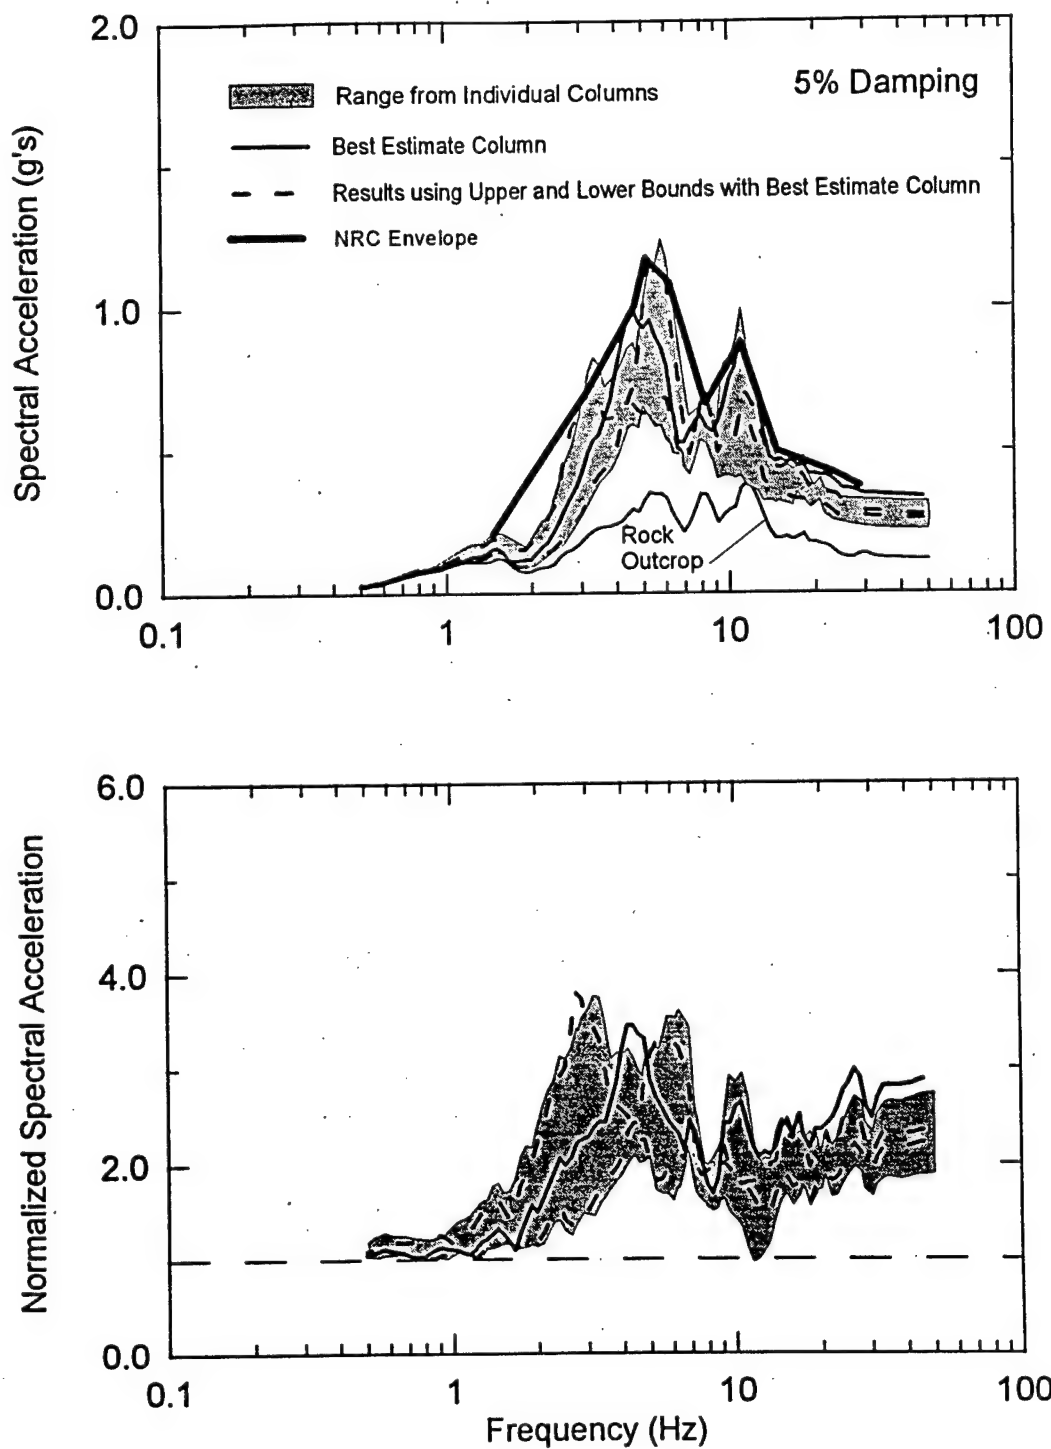 2.0
5% Damping
Range from Individual Columns
Best Estimate Column
Results using Upper and Lower Bounds with Best Estimate Column
NRC Envelope
Spectral Acceleration (g's)
1.0
Rock
Outcrop
0.0
0.1 1 10 100
6.0
Normalized Spectral Acceleration
4.0
2.0
0.0
0.1 1 10 100
Frequency (Hz)